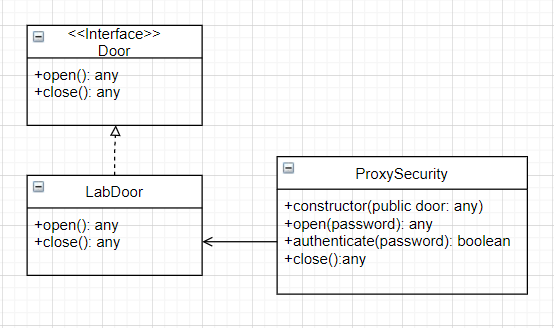 <<Interface>>
Door
+open(): any
+close(): any
LabDoor
+open(): any
+close(): any
ProxySecurity
+constructor(public door: any)
+open(password): any
+authenticate(password): boolean
+close():any